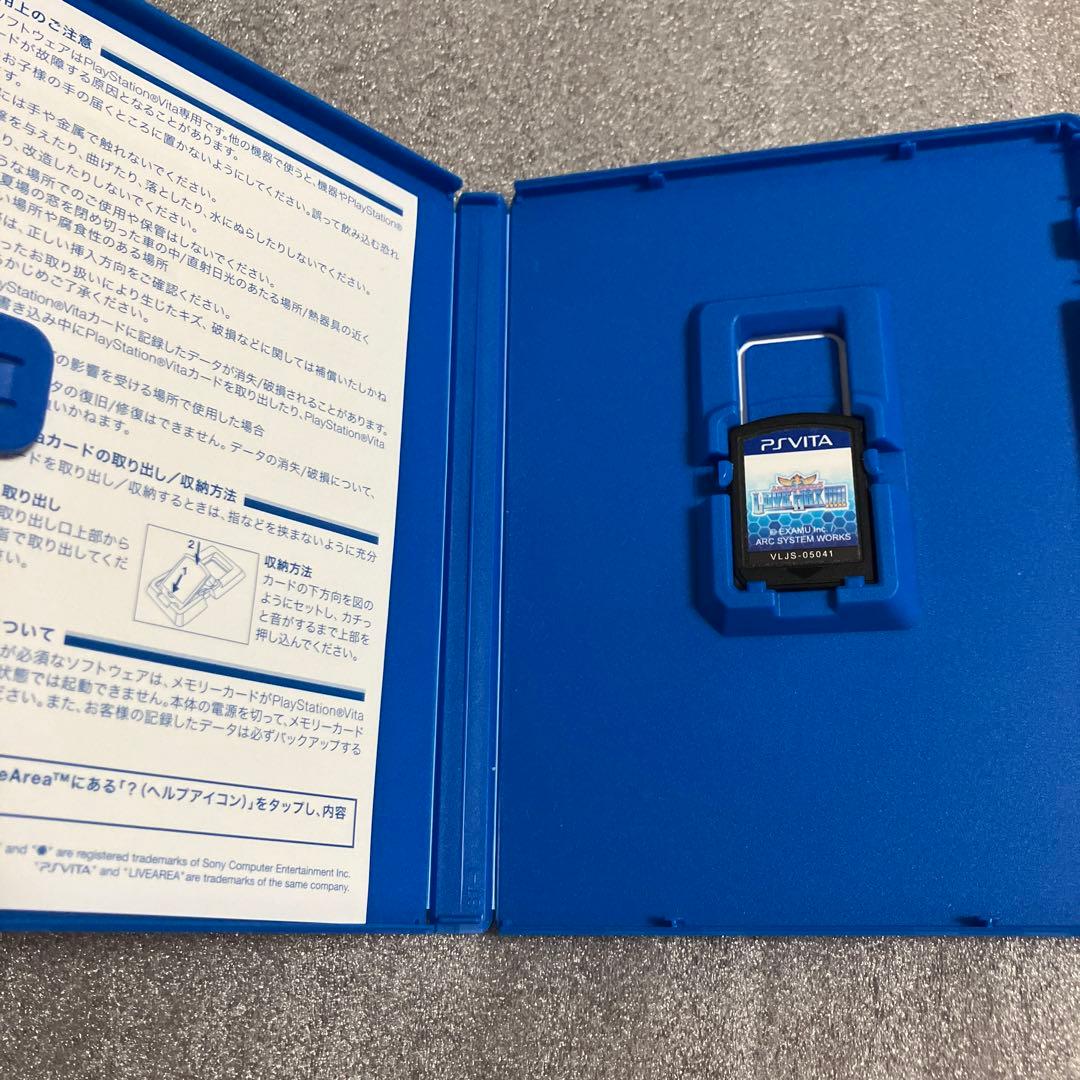 用上のご注意
ソフトウェアはPlayStation®Vita専用です。他の機器で使うと、機器やPlayStation®
カードが故障する原因となることがあります。
お子様の手の届くところに置かないようにしてください。誤って飲み込む恐れ
ます。
には手や金属で触れないでください。
撃を与えたり、曲げたり、落としたり、水にぬらしたりしないでください。
り、改造したりしないでください。
うな場所でのご使用や保管はしないでください。
夏場の窓を閉め切った車の中/直射日光のあたる場所/熱器具の近く
い場所や腐食性のある場所
は、正しい挿入方向をご確認ください。
ったお取り扱いにより生じたキズ、破損などに関しては補償いたしかね
らかじめご了承ください。
yStation®Vitaカードに記録したデータが消失/破損されることがあります。
書き込み中にPlayStation®Vitaカードを取り出したり、PlayStation®Vita
の影響を受ける場所で使用した場合
タの復旧/修復はできません。データの消失/破損について、
負いかねます。
aカードの取り出し/収納方法
ードを取り出し/収納するときは、指などを挟まないように充分
取り出し
取り出し口上部から
指で取り出してくだ
さい。
2
1
収納方法
カードの下方向を図の
ようにセットし、カチっ
と音がするまで上部を
押し込んでください。
ついて
が必須なソフトウェアは、メモリーカードがPlayStation®Vita
状態では起動できません。本体の電源を切って、メモリーカード
ださい。また、お客様の記録したデータは必ずバックアップする
eArea™にある「?(ヘルプアイコン)」をタップし、内容
" and "●" are registered trademarks of Sony Computer Entertainment Inc.
"PSVITA" and "LIVEAREA" are trademarks of the same company.
PSVITA
© EXAMU Inc. /
ARC SYSTEM WORKS
VLJS-05041